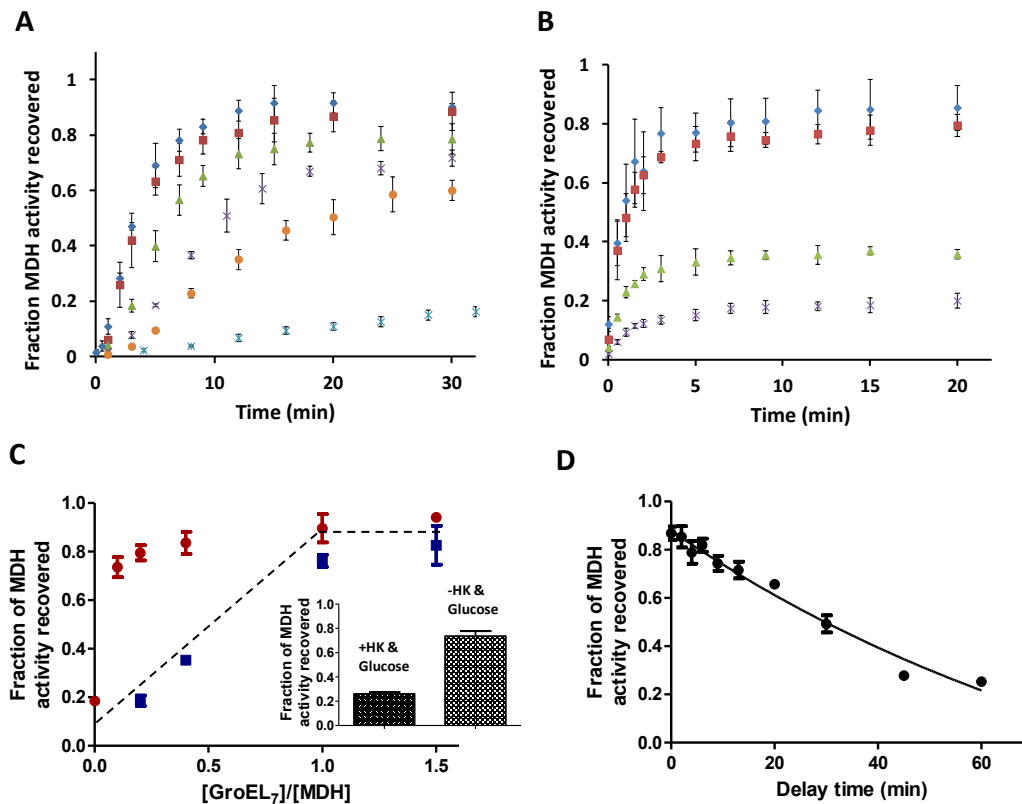 A
B
Fraction MDH activity recovered
1
0.8
0.6
0.4
0.2
0
0
10
20
30
Time (min)
Fraction MDH activity recovered
1
0.8
0.6
0.4
0.2
0
0
5
10
15
20
Time (min)
C
D
Fraction of MDH
activity recovered
1.0
0.8
0.6
0.4
0.2
0.0
0.0
0.5
1.0
1.5
[GroEL7]/[MDH]
Fraction of MDH
activity recovered
1.0
0.8
0.6
0.4
0.2
0.0
+HK &
Glucose
-HK &
Glucose
Fraction of MDH
activity recovered
1.0
0.8
0.6
0.4
0.2
0.0
0
20
40
60
Delay time (min)